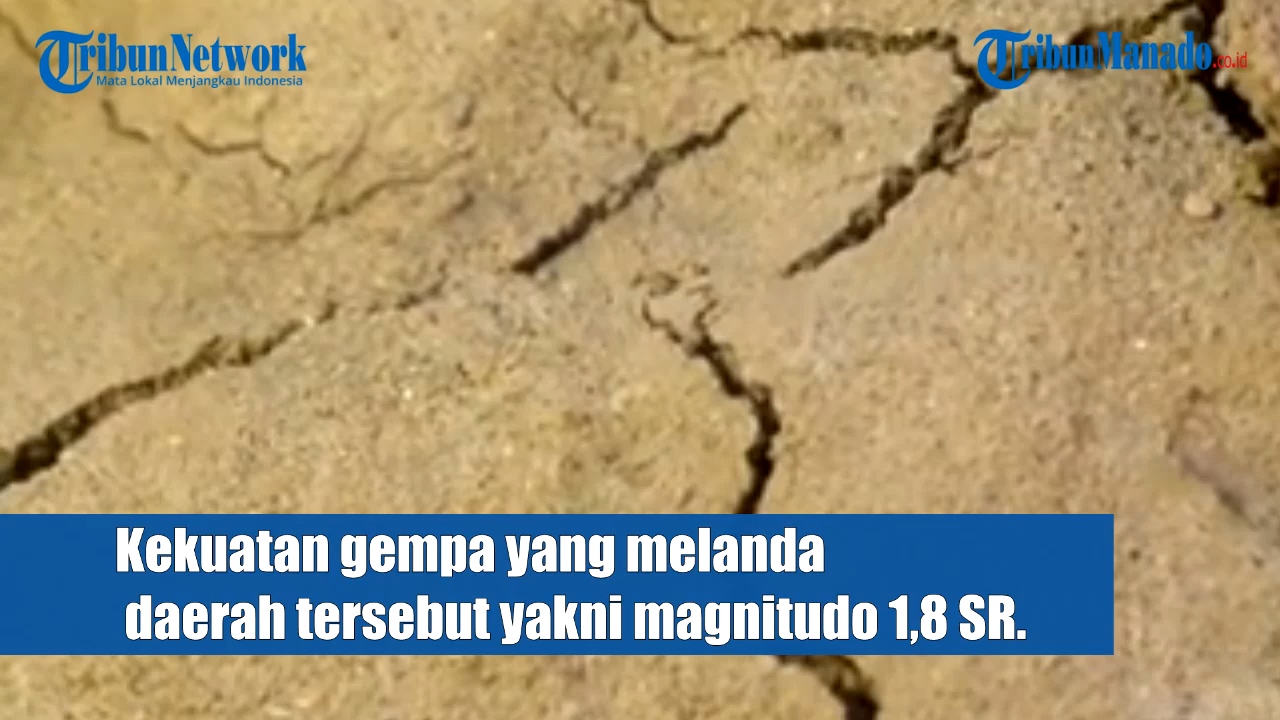 TribunNetwork
Mata Lokal Menjangkau Indonesia
TribunManado.co.id
Kekuatan gempa yang melanda
daerah tersebut yakni magnitudo 1,8 SR.